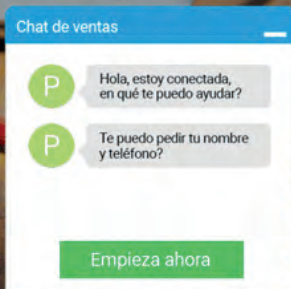 Chat de ventas
P
Hola, estoy conectada,
en qué te puedo ayudar?
P
Te puedo pedir tu nombre
y teléfono?
Empieza ahora